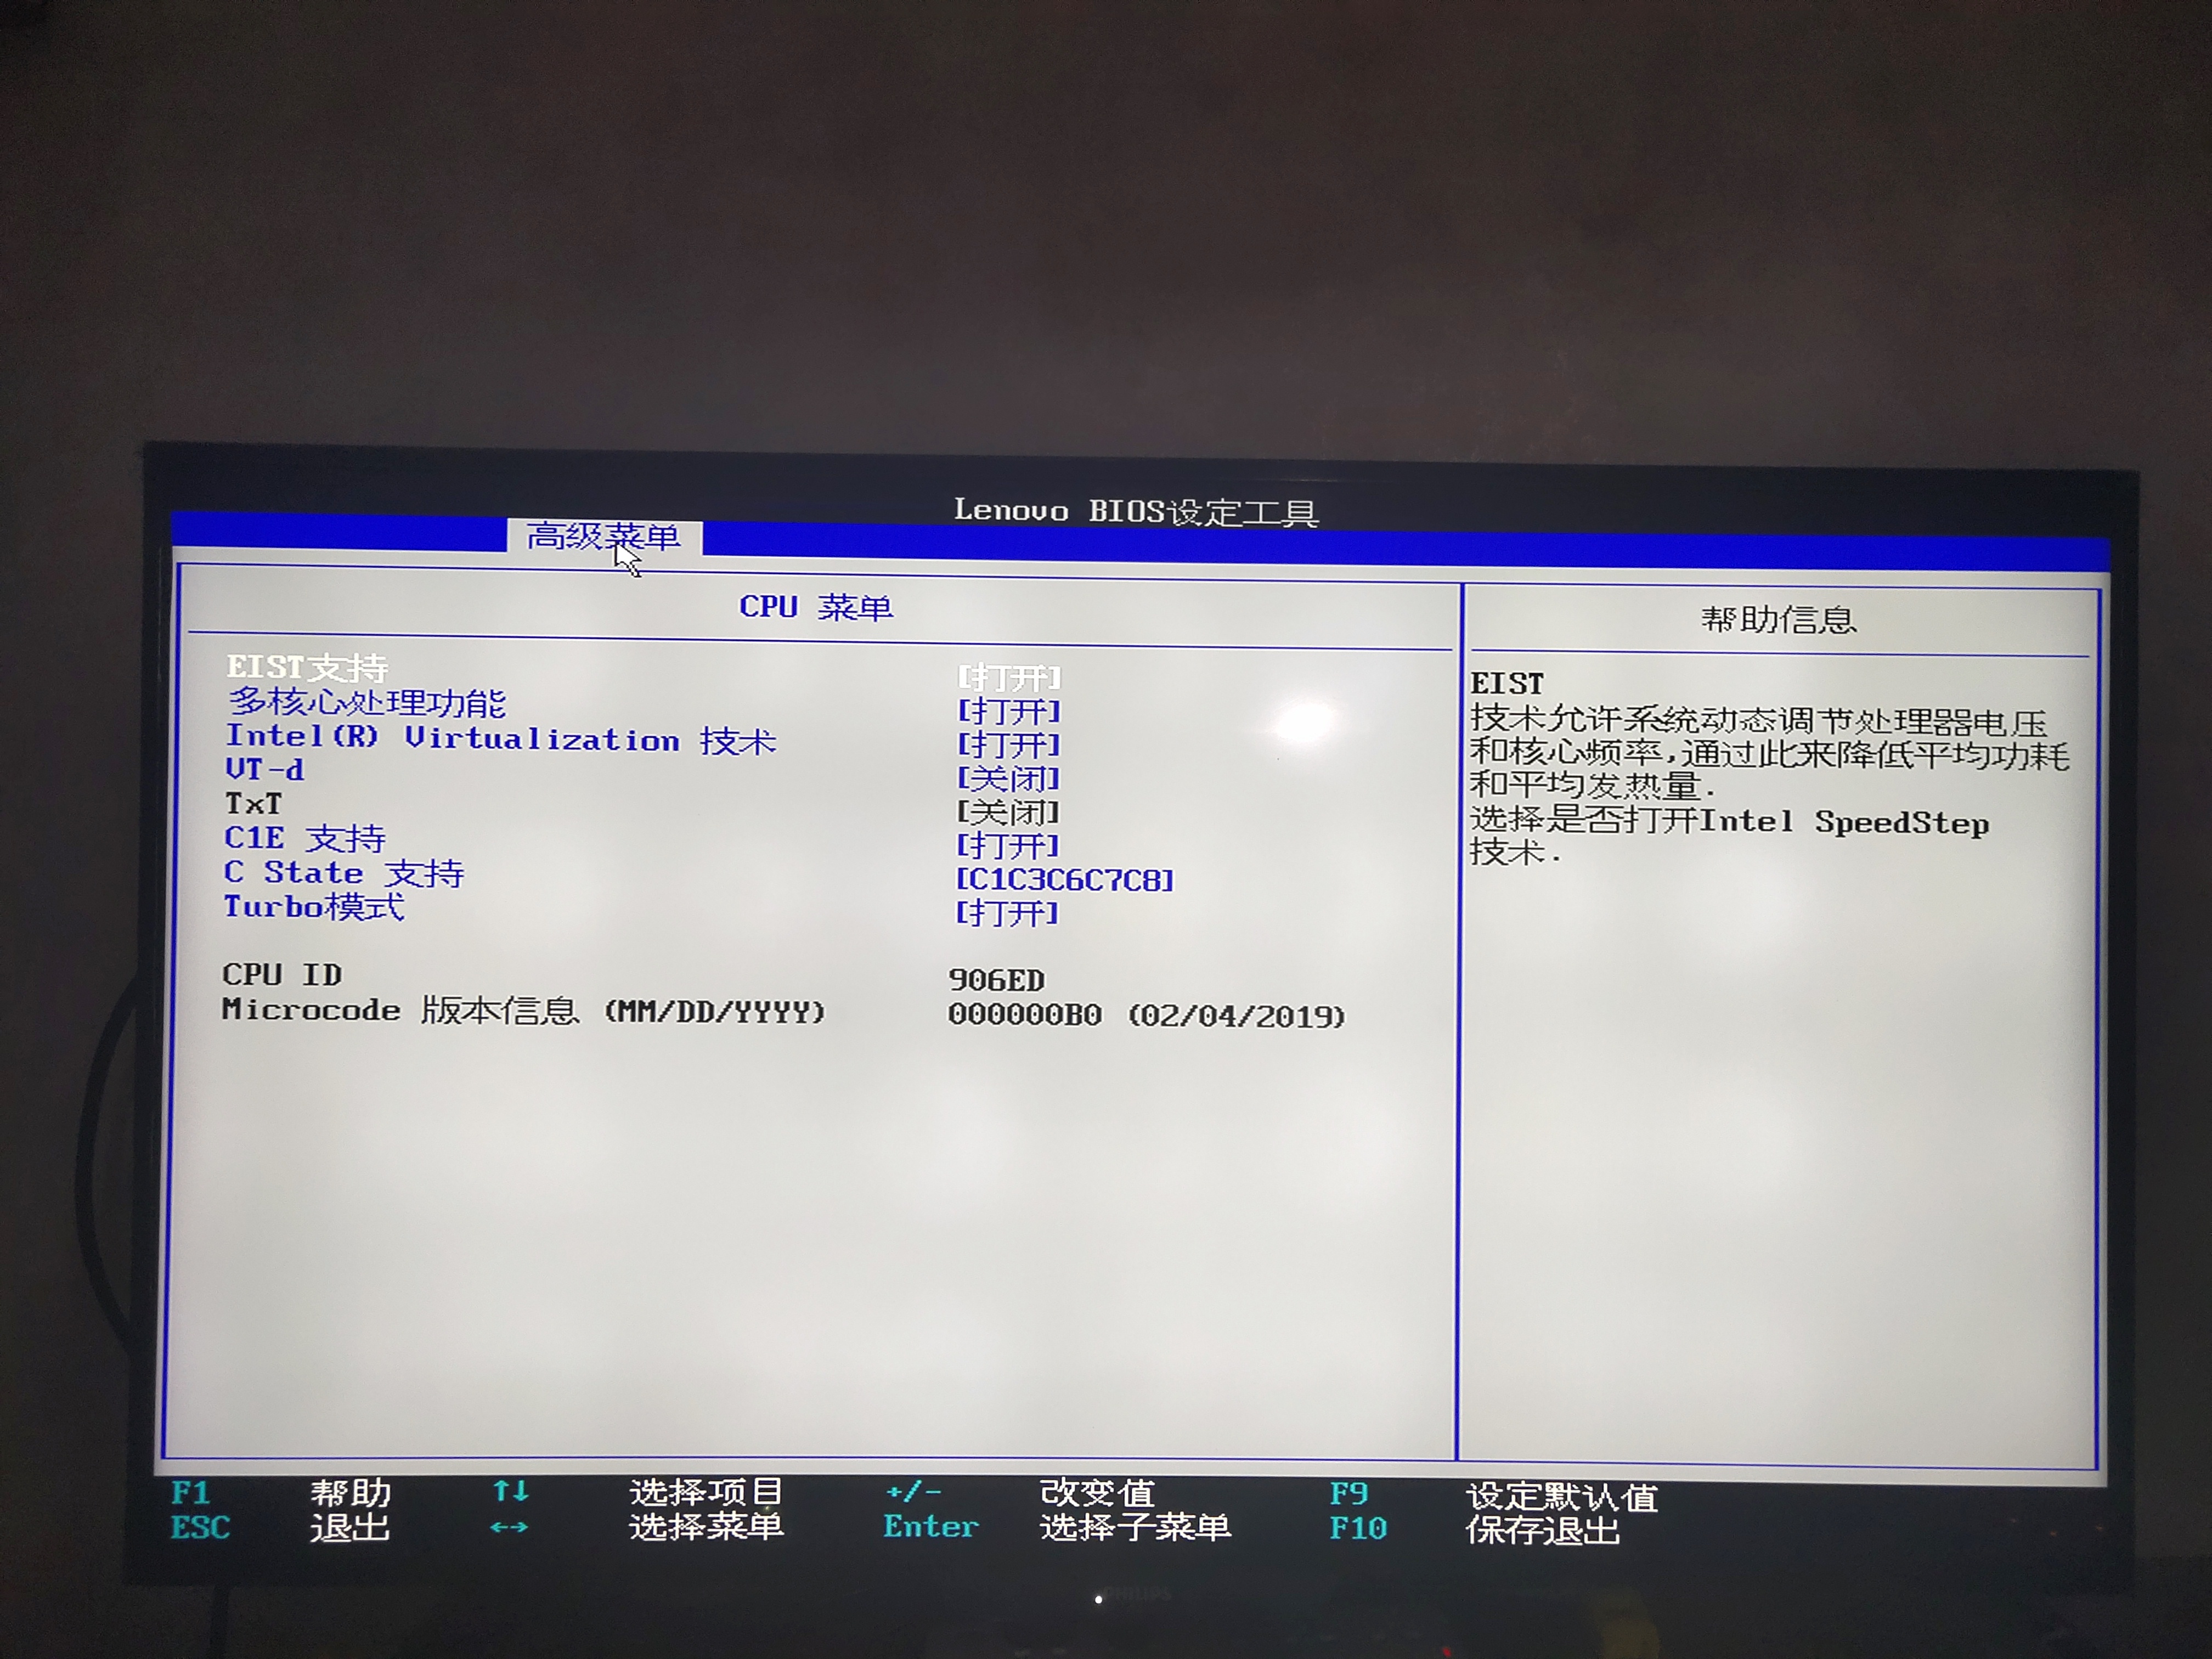 Lenovo BIOS设定工具
高级菜单
CPU 菜单
EIST支持 [打开]
多核心处理功能 [打开]
Intel(R) Virtualization 技术 [打开]
VT-d [关闭]
TxT [关闭]
C1E 支持 [打开]
C State 支持 [C1C3C6C7C8]
Turbo模式 [打开]
CPU ID 906ED
Microcode 版本信息 (MM/DD/YYYY) 000000B0 (02/04/2019)
帮助信息
EIST
技术允许系统动态调节处理器电压
和核心频率,通过此来降低平均功耗
和平均发热量.
选择是否打开Intel SpeedStep
技术.
F1 帮助 ↑↓ 选择项目 +/- 改变值 F9 设定默认值
ESC 退出 ←→ 选择菜单 Enter 选择子菜单 F10 保存退出
PHILIPS